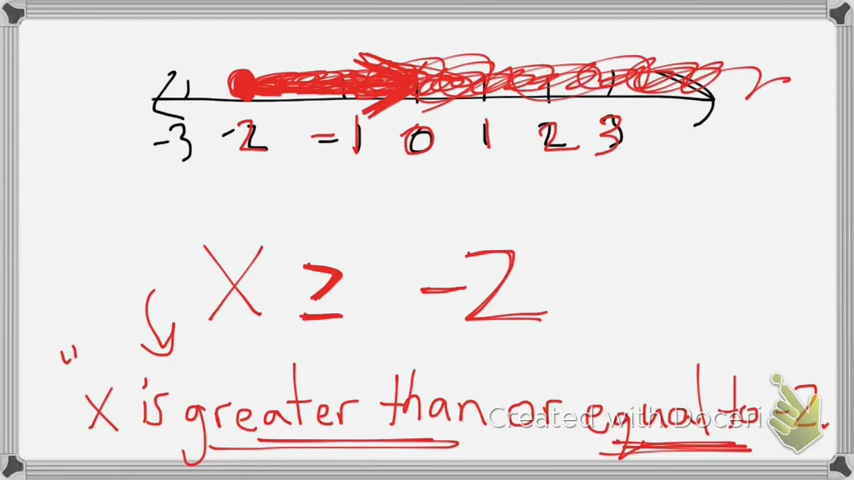 -3 -2 -1 0 1 2 3
X ≥ -2
"X is greater than or equal to -2.
Created with Doceri